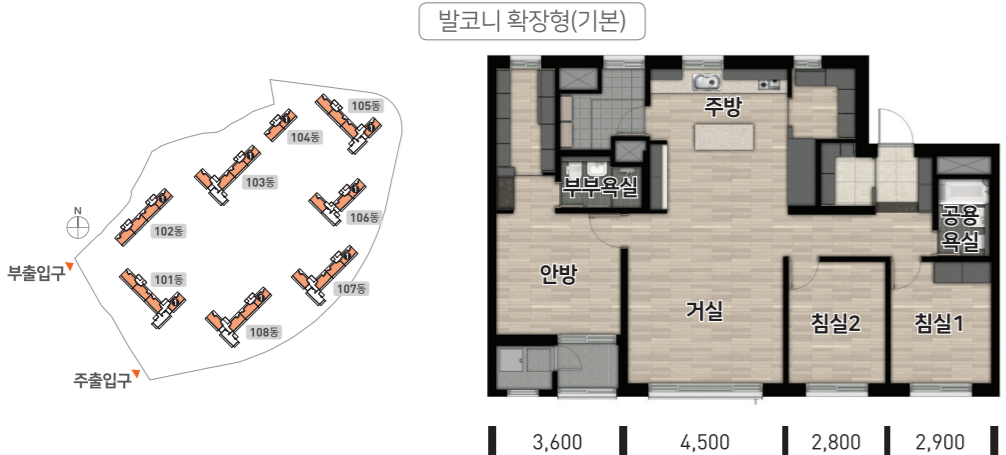 발코니 확장형(기본)
105동
104동
103동
106동
102동
N
부출입구
101동
107동
108동
주출입구
주방
부부욕실
공용
욕실
안방
거실
침실2
침실1
3,600
4,500
2,800
2,900